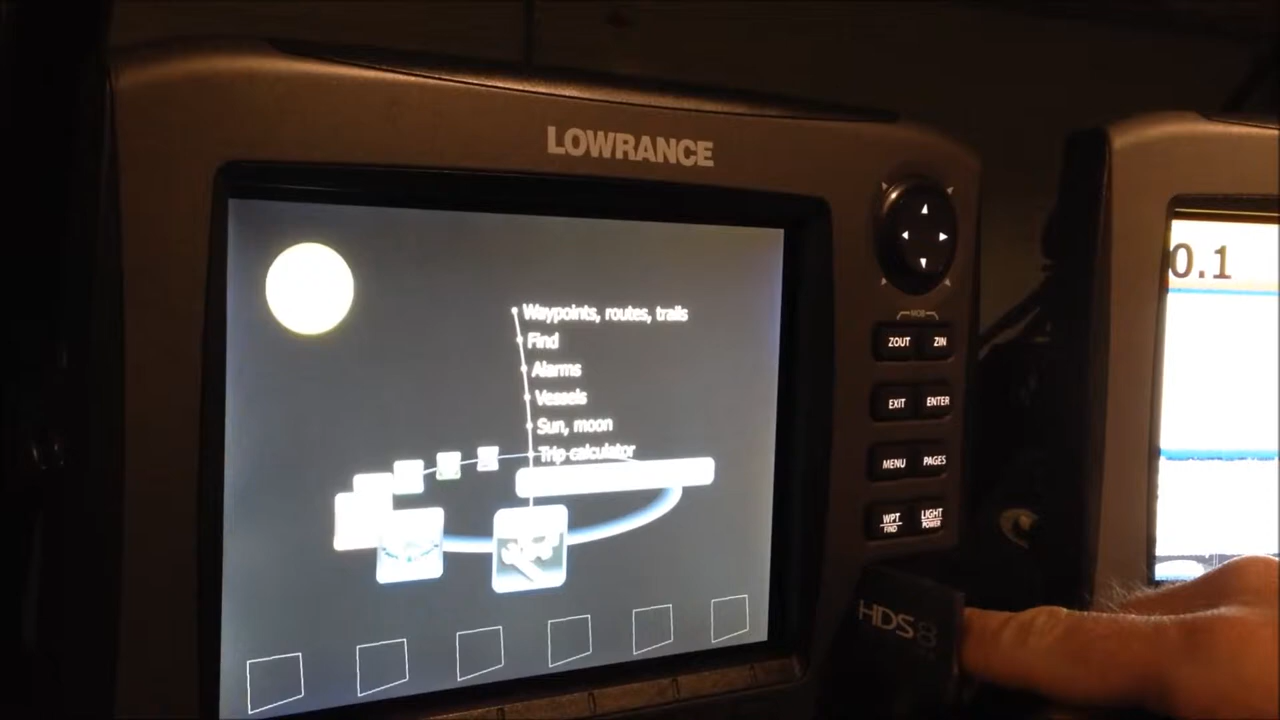 LOWRANCE
Waypoints, routes, trails
Find
Alarms
Vessels
Sun, moon
Trip calculator
MOB
ZOUT
ZIN
EXIT
ENTER
MENU
PAGES
WPT
FIND
LIGHT
POWER
HDS 8
0.1